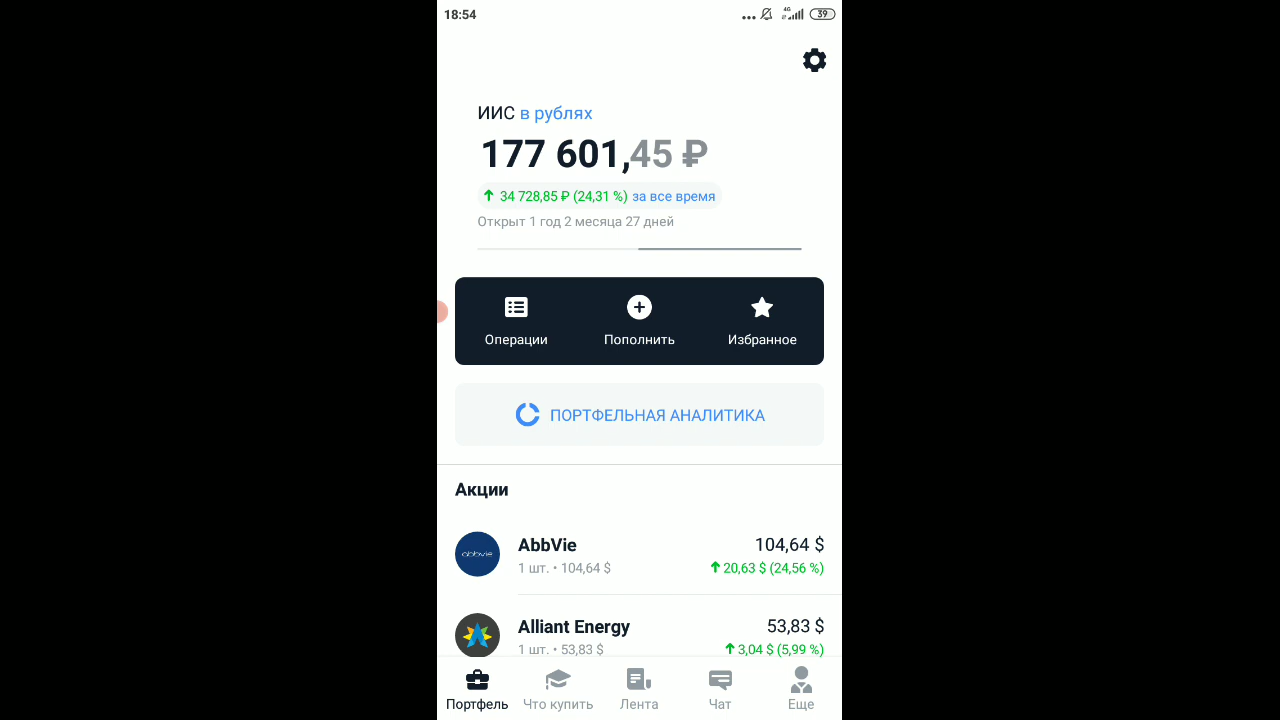 18:54
4G
39
ИИС в рублях
177 601,45 ₽
34 728,85 ₽ (24,31 %) за все время
Открыт 1 год 2 месяца 27 дней
Операции
Пополнить
Избранное
ПОРТФЕЛЬНАЯ АНАЛИТИКА
Акции
abbvie
AbbVie
104,64 $
1 шт. • 104,64 $
20,63 $ (24,56 %)
Alliant Energy
53,83 $
1 шт. • 53,83 $
3,04 $ (5,99 %)
Портфель
Что купить
Лента
Чат
Еще